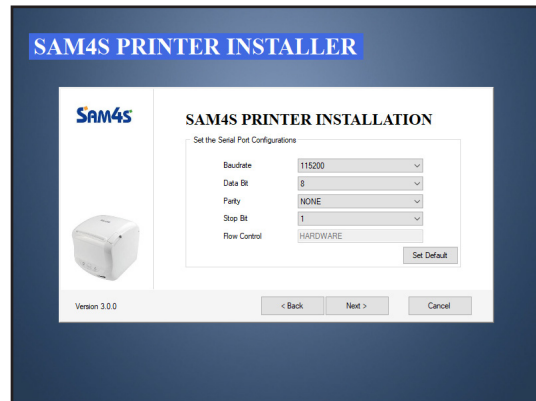 SAM4S PRINTER INSTALLER
SAM4S
SAM4S PRINTER INSTALLATION
Set the Serial Port Configurations
Baudrate 115200
Data Bit 8
Parity NONE
Stop Bit 1
Flow Control HARDWARE
Set Default
Version 3.0.0 < Back Next > Cancel